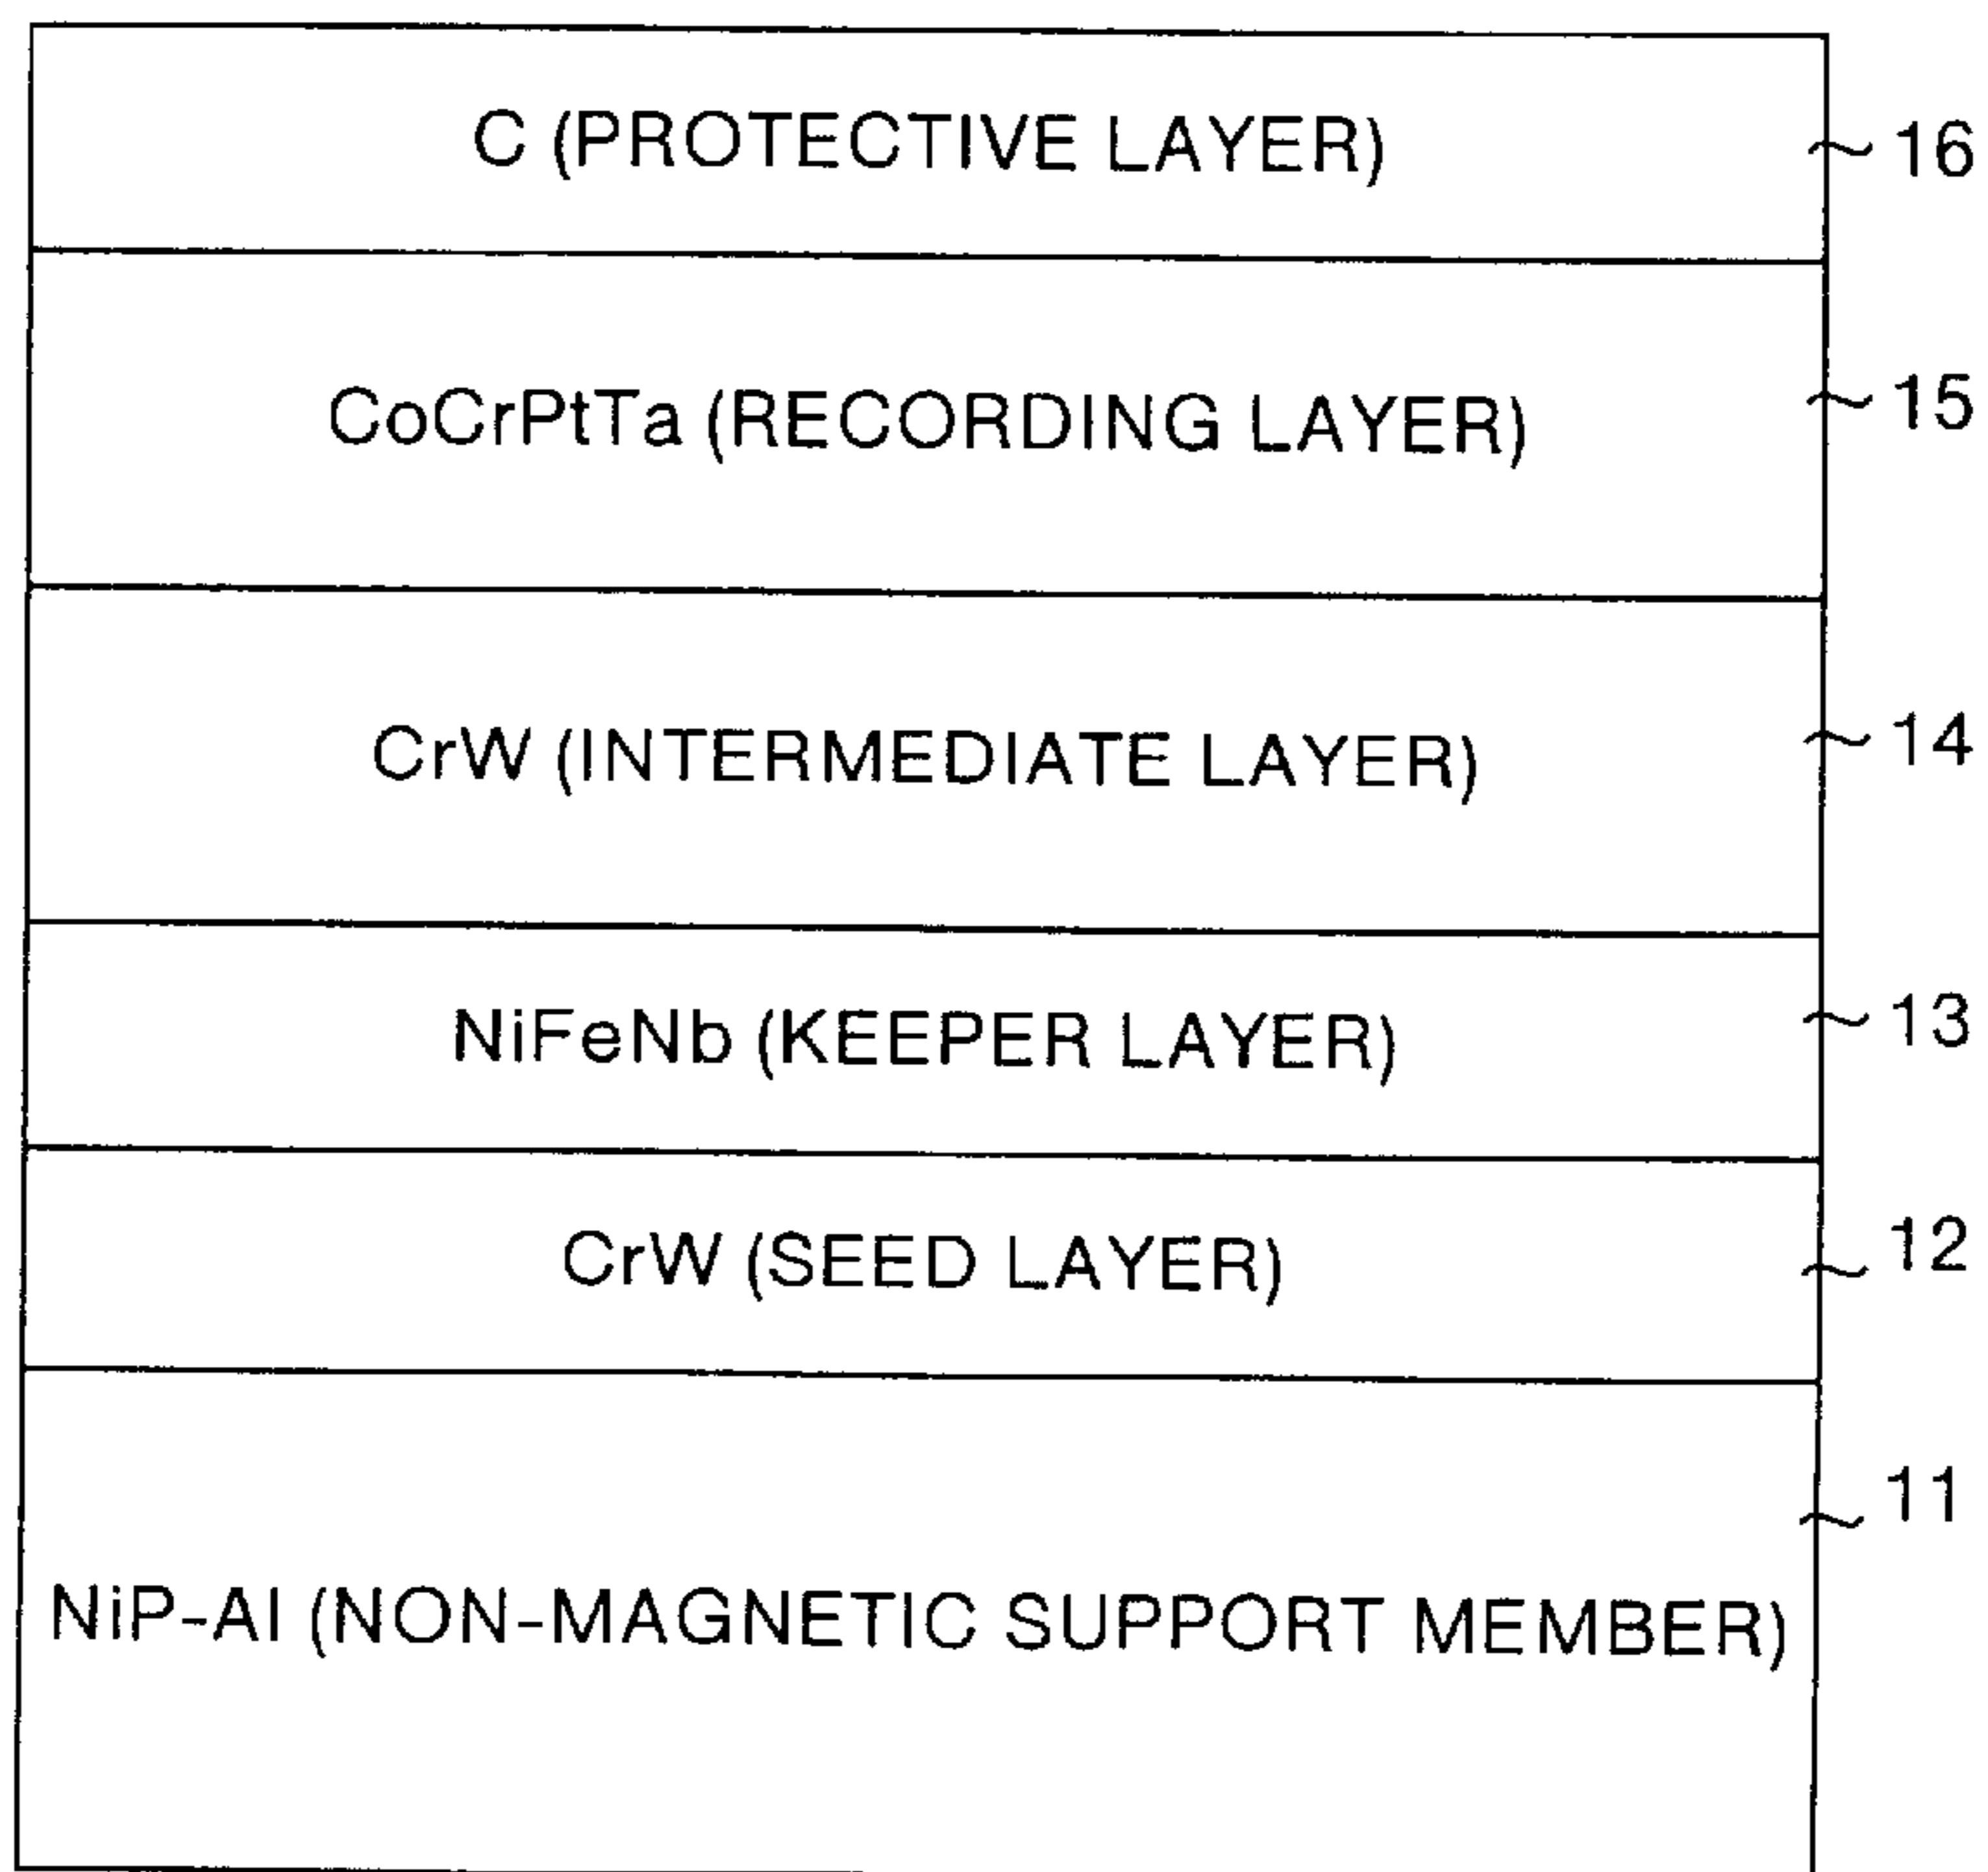 C (PROTECTIVE LAYER) 16
CoCrPtTa (RECORDING LAYER) 15
CrW (INTERMEDIATE LAYER) 14
NiFeNb (KEEPER LAYER) 13
CrW (SEED LAYER) 12
11
NiP-Al (NON-MAGNETIC SUPPORT MEMBER)